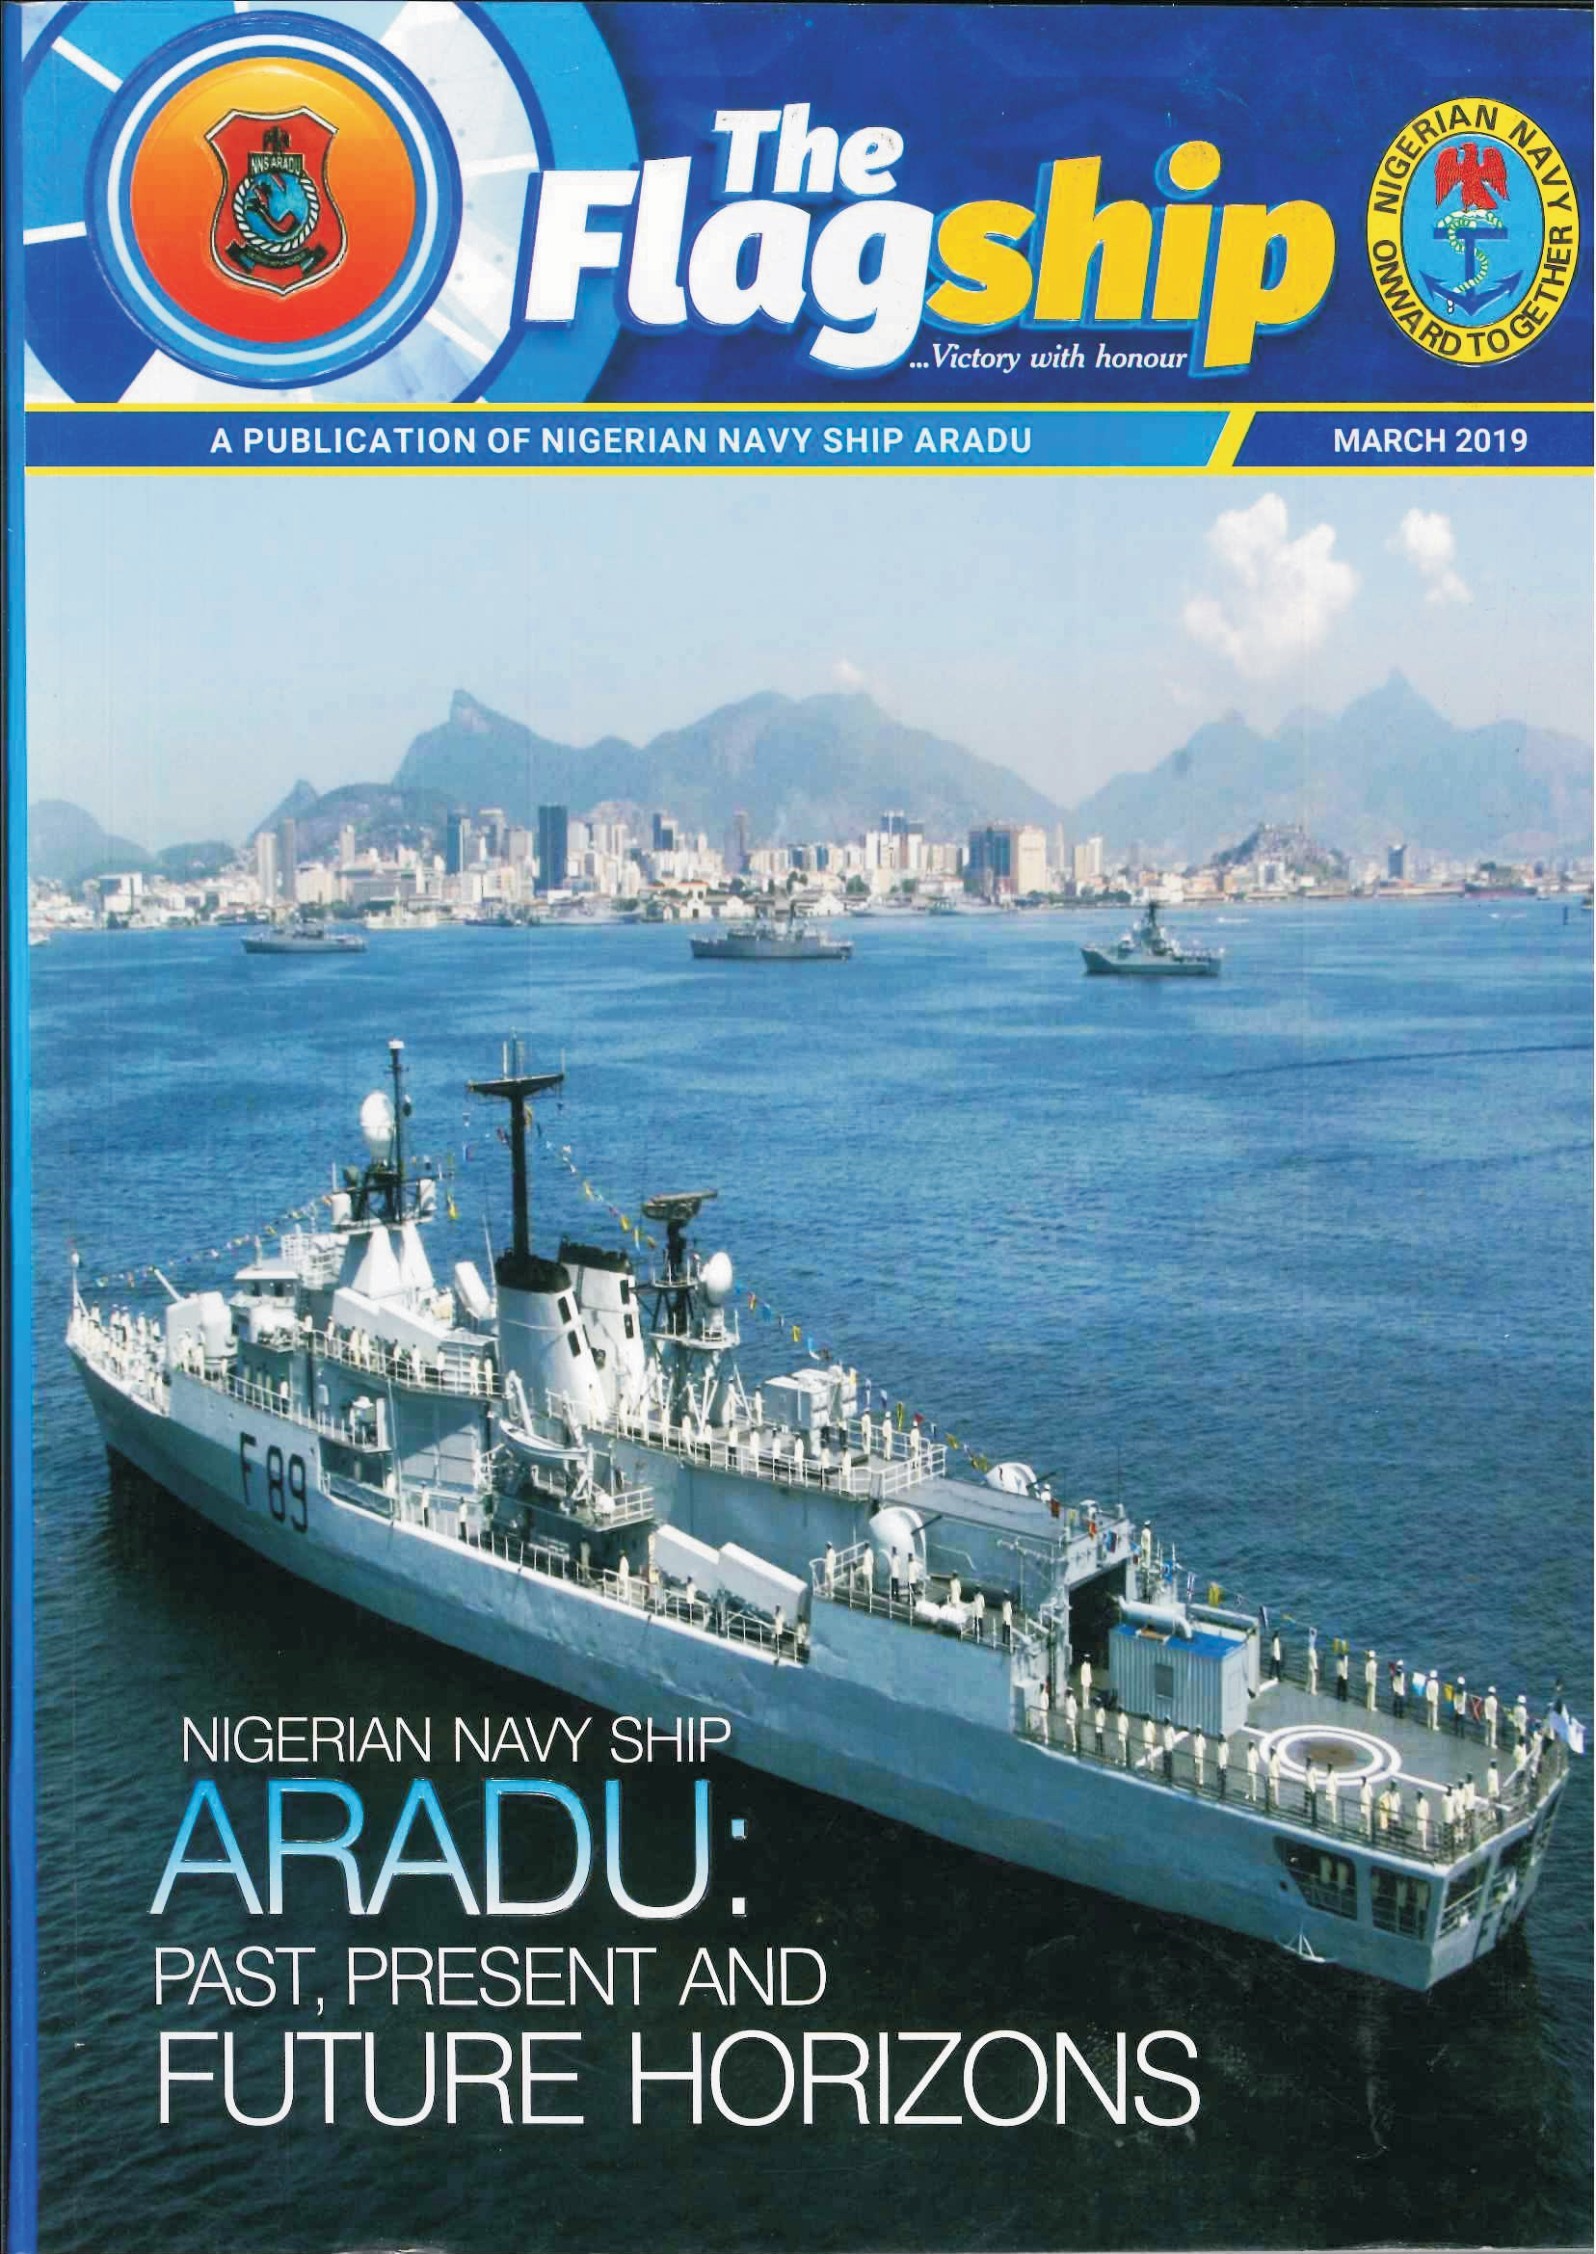 NNS ARADU
The
Flagship
...Victory with honour
NIGERIAN NAVY
ONWARD TOGETHER
A PUBLICATION OF NIGERIAN NAVY SHIP ARADU
MARCH 2019
F 89
NIGERIAN NAVY SHIP
ARADU:
PAST, PRESENT AND
FUTURE HORIZONS